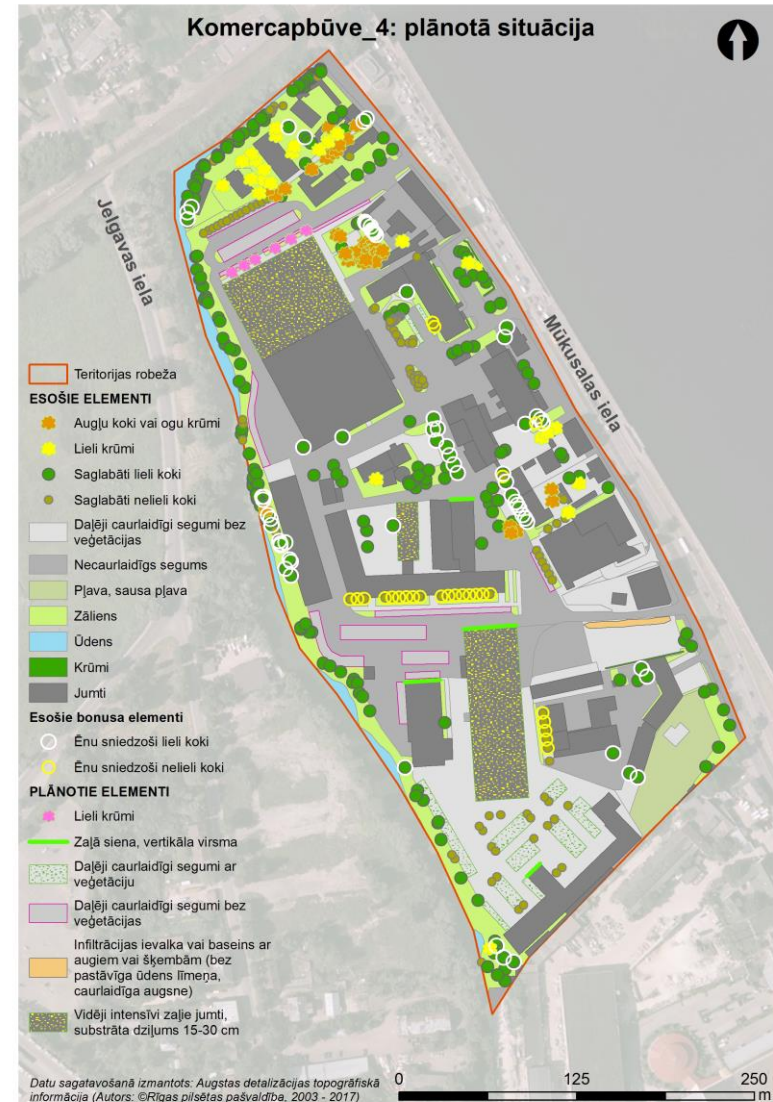 Komercapbūve_4: plānotā situācija
Jelgavas iela
Mūkusalas iela
Teritorijas robeža
ESOŠIE ELEMENTI
Augļu koki vai ogu krūmi
Lieli krūmi
Saglabāti lieli koki
Saglabāti nelieli koki
Daļēji caurlaidīgi segumi bez
veģetācijas
Necaurlaidīgs segums
Pļava, sausa pļava
Zāliens
Ūdens
Krūmi
Jumti
Esošie bonusa elementi
Ēnu sniedzoši lieli koki
Ēnu sniedzoši nelieli koki
PLĀNOTIE ELEMENTI
Lieli krūmi
Zaļā siena, vertikāla virsma
Daļēji caurlaidīgi segumi ar
veģetāciju
Daļēji caurlaidīgi segumi bez
veģetācijas
Infiltrācijas ievalka vai baseins ar
augiem vai šķembām (bez
pastāvīga ūdens līmeņa,
caurlaidīga augsne)
Vidēji intensīvi zaļie jumti,
substrāta dziļums 15-30 cm
Datu sagatavošanā izmantots: Augstas detalizācijas topogrāfiskā
informācija (Autors: ©Rīgas pilsētas pašvaldība, 2003 - 2017)
0 125 250
m